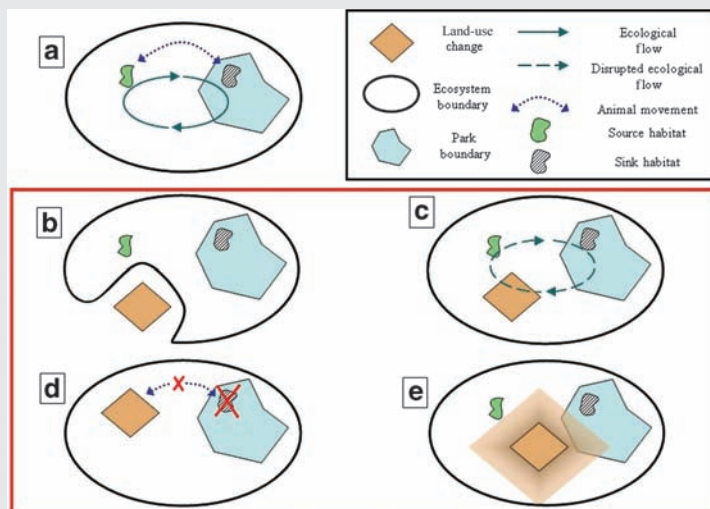 a
Land-use
change
Ecosystem
boundary
Park
boundary
Ecological
flow
Disrupted ecological
flow
Animal movement
Source habitat
Sink habitat
b
c
d
e